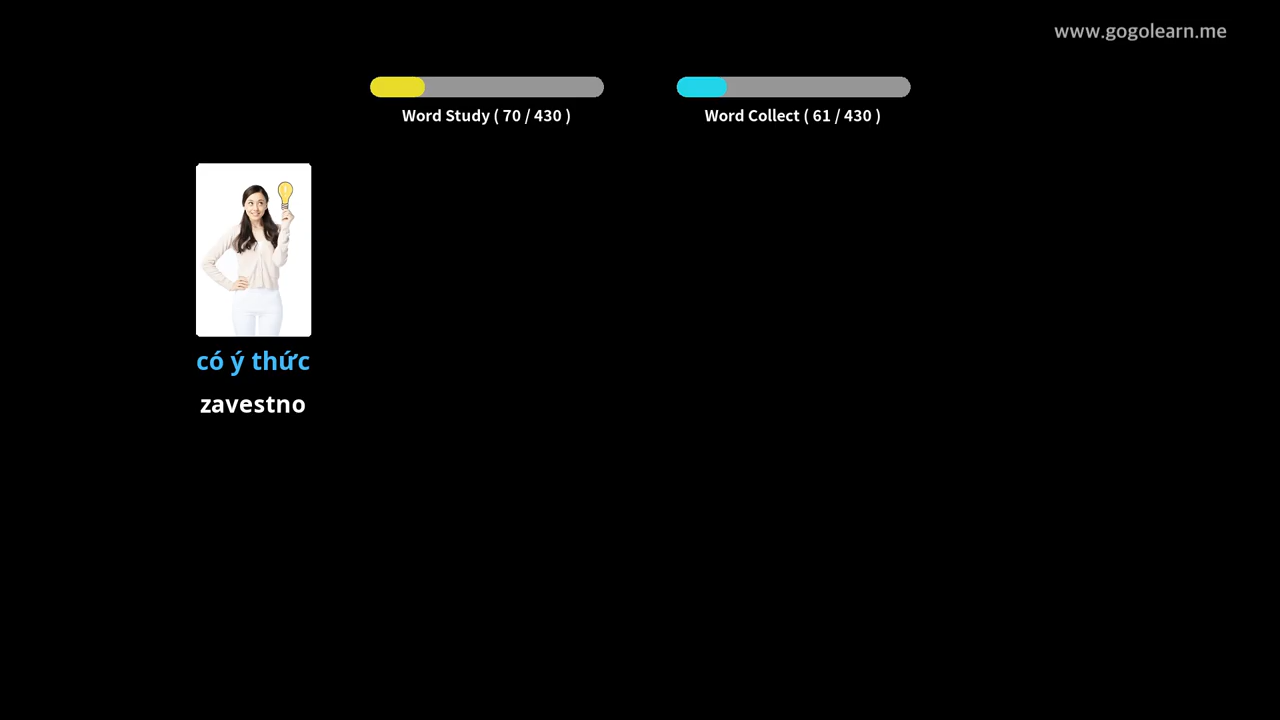 www.gogolearn.me
Word Study ( 70 / 430 )
Word Collect ( 61 / 430 )
có ý thức
zavestno